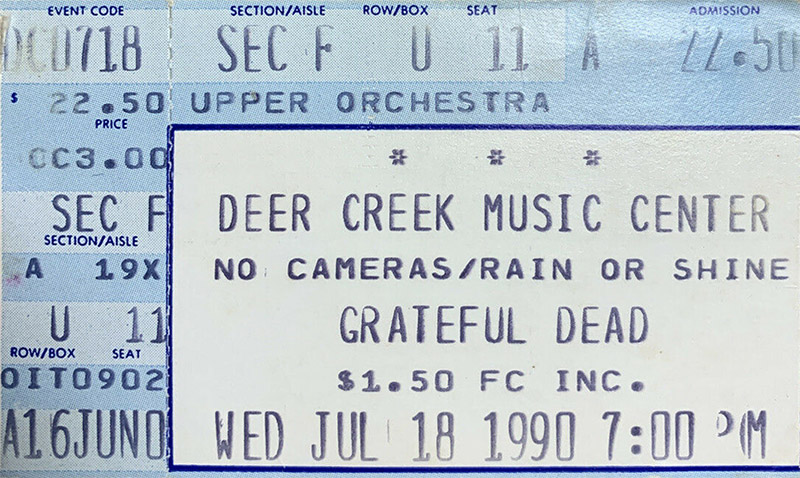 EVENT CODE SECTION/AISLE ROW/BOX SEAT ADMISSION
DC0718 SEC F U 11 A 22.50
$ 22.50 UPPER ORCHESTRA
PRICE
CC3.00
* * *
SEC F DEER CREEK MUSIC CENTER
SECTION/AISLE
A 19X NO CAMERAS/RAIN OR SHINE
U 11 GRATEFUL DEAD
ROW/BOX SEAT
OIT0902 $1.50 FC INC.
A16JUN0 WED JUL 18 1990 7:00 PM